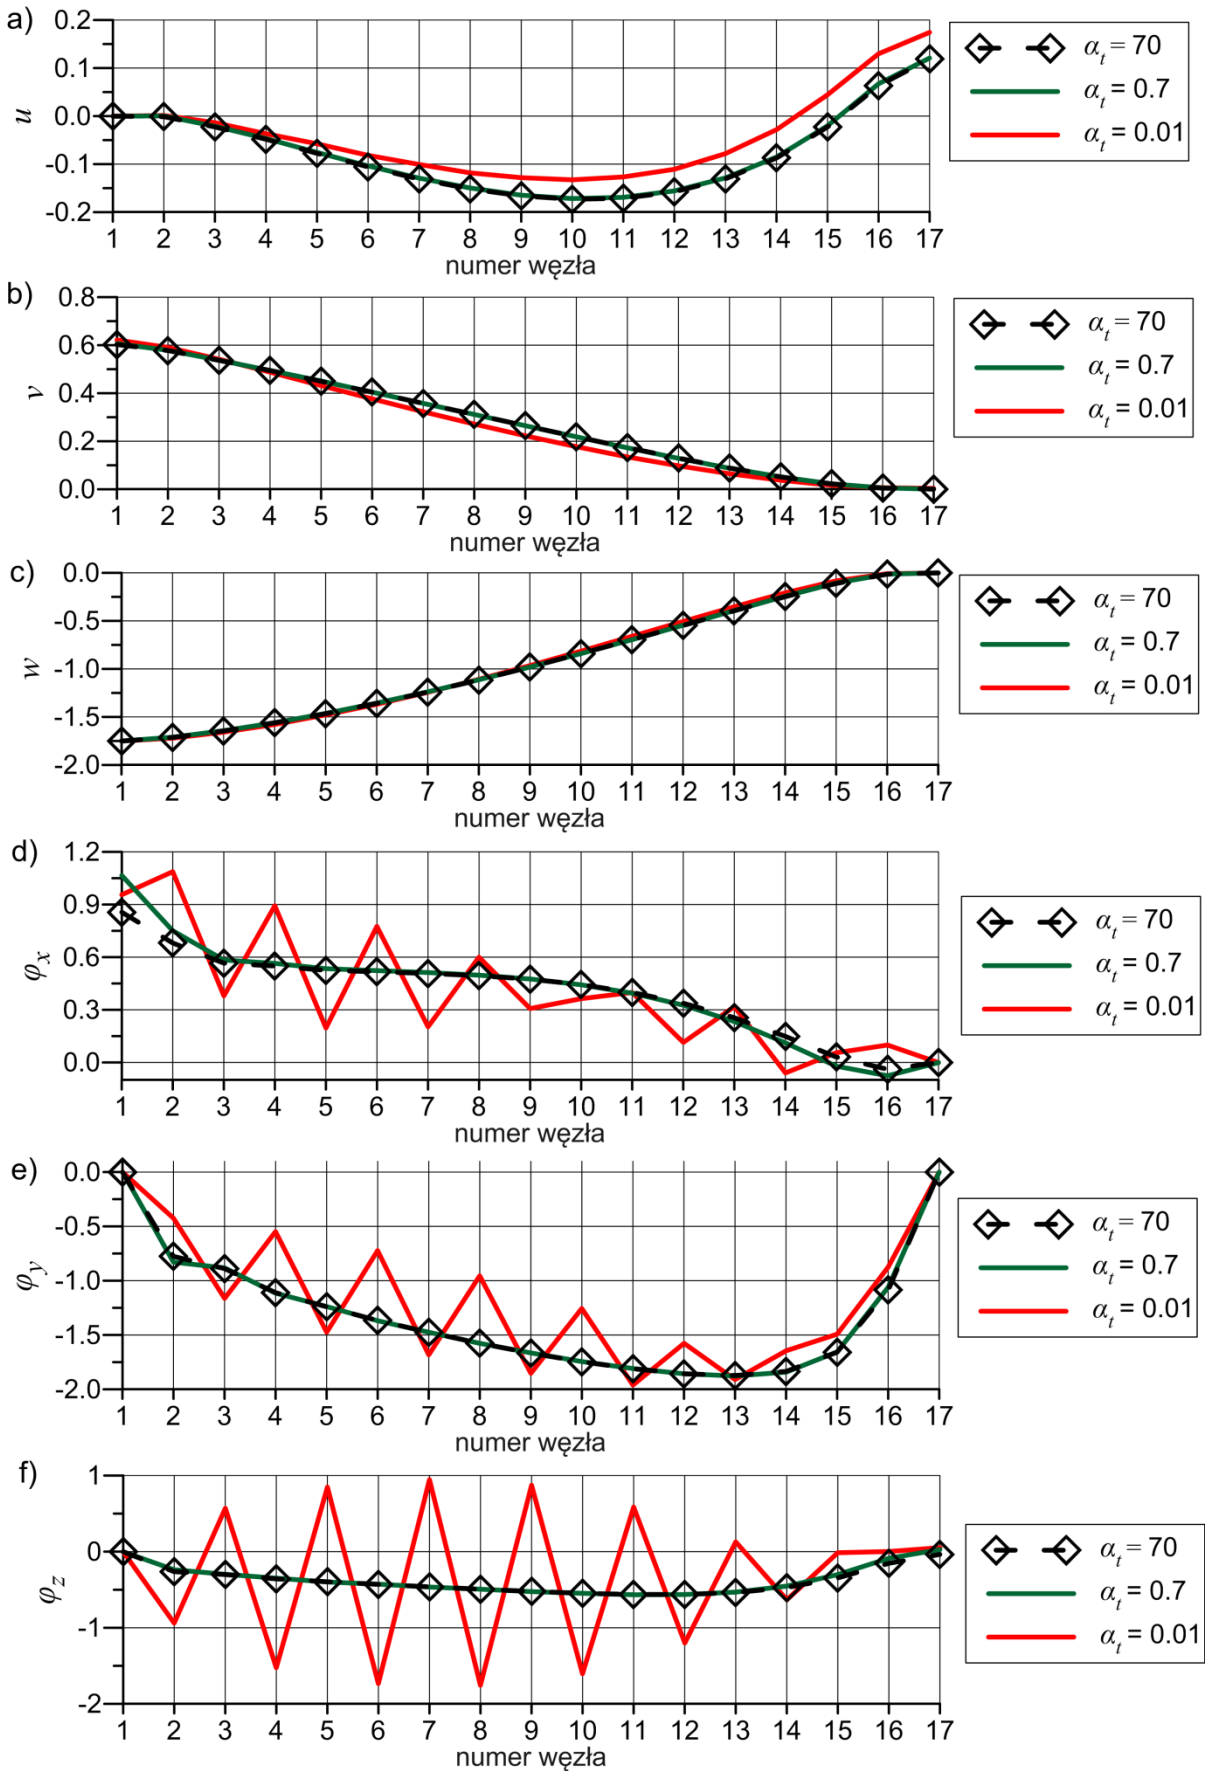 a)
0.2
0.1
0.0
-0.1
-0.2
u
1 2 3 4 5 6 7 8 9 10 11 12 13 14 15 16 17
numer węzła
αt = 70
αt = 0.7
αt = 0.01
b)
0.8
0.6
0.4
0.2
0.0
v
1 2 3 4 5 6 7 8 9 10 11 12 13 14 15 16 17
numer węzła
αt = 70
αt = 0.7
αt = 0.01
c)
0.0
-0.5
-1.0
-1.5
-2.0
w
1 2 3 4 5 6 7 8 9 10 11 12 13 14 15 16 17
numer węzła
αt = 70
αt = 0.7
αt = 0.01
d)
1.2
0.9
0.6
0.3
0.0
φx
1 2 3 4 5 6 7 8 9 10 11 12 13 14 15 16 17
numer węzła
αt = 70
αt = 0.7
αt = 0.01
e)
0.0
-0.5
-1.0
-1.5
-2.0
φy
1 2 3 4 5 6 7 8 9 10 11 12 13 14 15 16 17
numer węzła
αt = 70
αt = 0.7
αt = 0.01
f)
1
0
-1
-2
φz
1 2 3 4 5 6 7 8 9 10 11 12 13 14 15 16 17
numer węzła
αt = 70
αt = 0.7
αt = 0.01